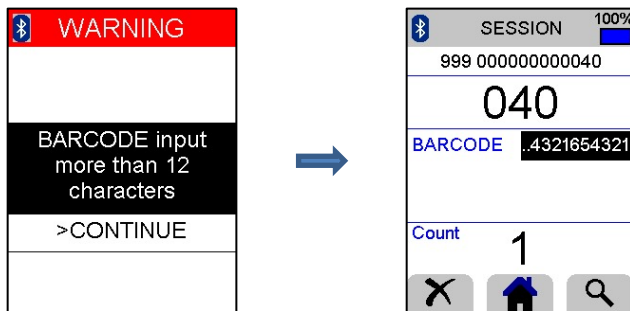 WARNING
BARCODE input
more than 12
characters
>CONTINUE
SESSION 100%
999 000000000040
040
BARCODE ..4321654321
Count 1